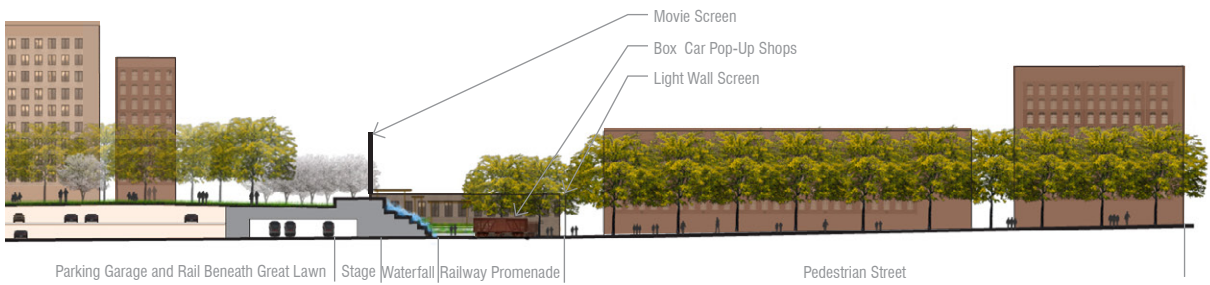 Movie Screen
Box Car Pop-Up Shops
Light Wall Screen
Parking Garage and Rail Beneath Great Lawn
Stage
Waterfall
Railway Promenade
Pedestrian Street